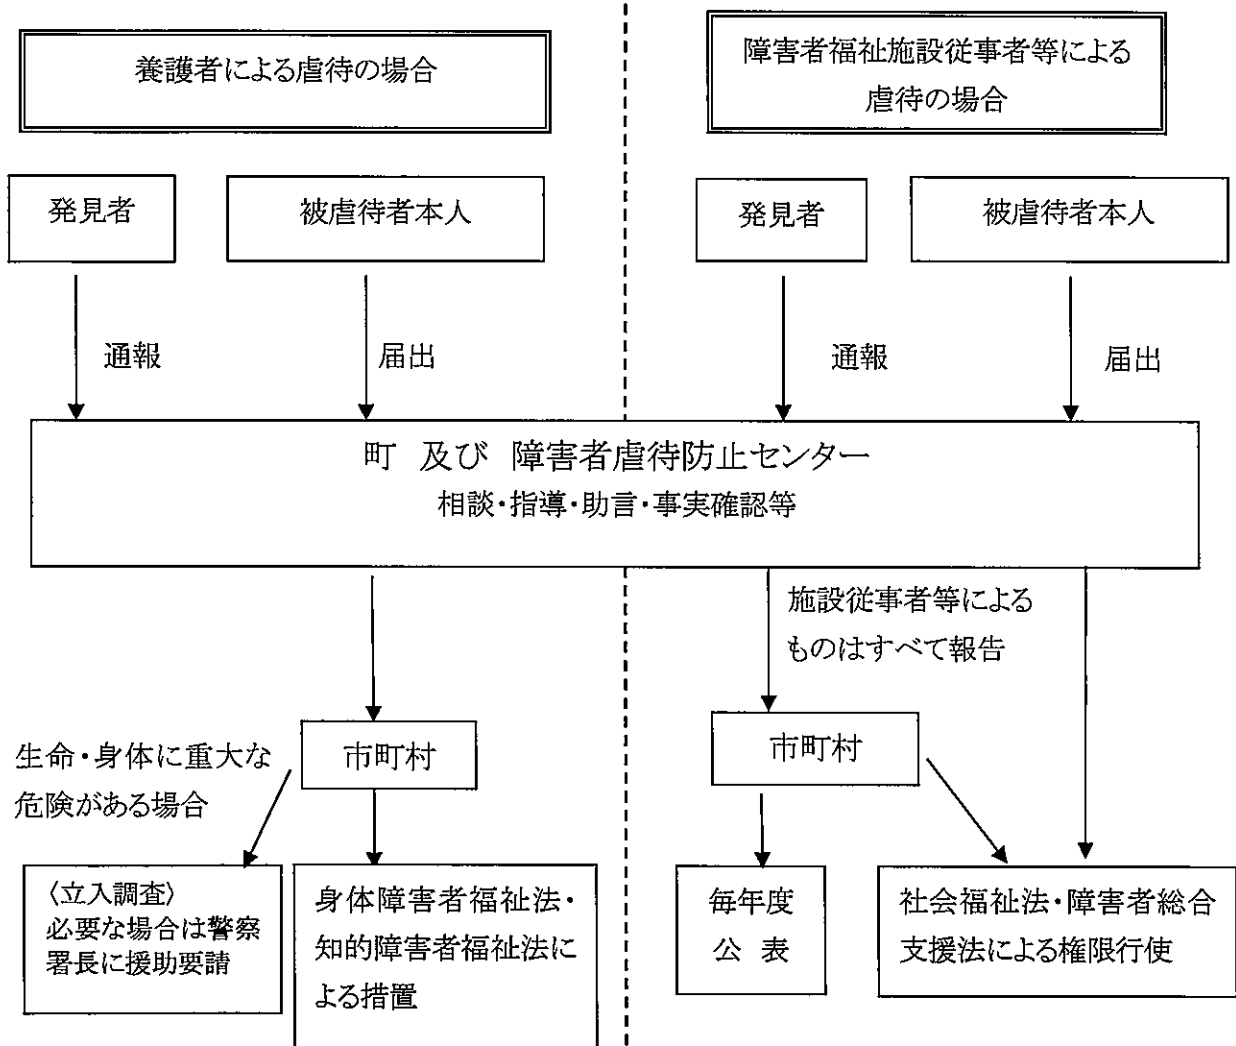 養護者による虐待の場合
障害者福祉施設従事者等による
虐待の場合
発見者
被虐待者本人
発見者
被虐待者本人
通報
届出
通報
届出
町 及び 障害者虐待防止センター
相談・指導・助言・事実確認等
施設従事者等による
ものはすべて報告
生命・身体に重大な
危険がある場合
市町村
市町村
〈立入調査〉
必要な場合は警察
署長に援助要請
身体障害者福祉法・
知的障害者福祉法に
よる措置
毎年度
公 表
社会福祉法・障害者総合
支援法による権限行使